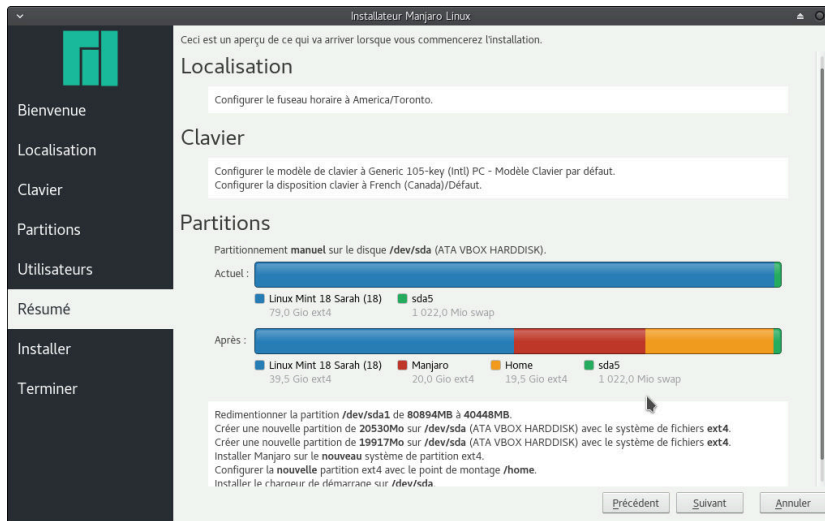 Installateur Manjaro Linux
Ceci est un aperçu de ce qui va arriver lorsque vous commencerez l'installation.
Bienvenue
Localisation
Clavier
Partitions
Utilisateurs
Résumé
Installer
Terminer
Localisation
Configurer le fuseau horaire à America/Toronto.
Clavier
Configurer le modèle de clavier à Generic 105-key (Intl) PC - Modèle Clavier par défaut.
Configurer la disposition clavier à French (Canada)/Défaut.
Partitions
Partitionnement manuel sur le disque /dev/sda (ATA VBOX HARDDISK).
Actuel :
Linux Mint 18 Sarah (18) sda5
79,0 Gio ext4 1 022,0 Mio swap
Après :
Linux Mint 18 Sarah (18) Manjaro Home sda5
39,5 Gio ext4 20,0 Gio ext4 19,5 Gio ext4 1 022,0 Mio swap
Redimentionner la partition /dev/sda1 de 80894MB à 40448MB.
Créer une nouvelle partition de 20530Mo sur /dev/sda (ATA VBOX HARDDISK) avec le système de fichiers ext4.
Créer une nouvelle partition de 19917Mo sur /dev/sda (ATA VBOX HARDDISK) avec le système de fichiers ext4.
Installer Manjaro sur le nouveau système de partition ext4.
Configurer la nouvelle partition ext4 avec le point de montage /home.
Installer le chargeur de démarrage sur /dev/sda.
Précédent Suivant Annuler